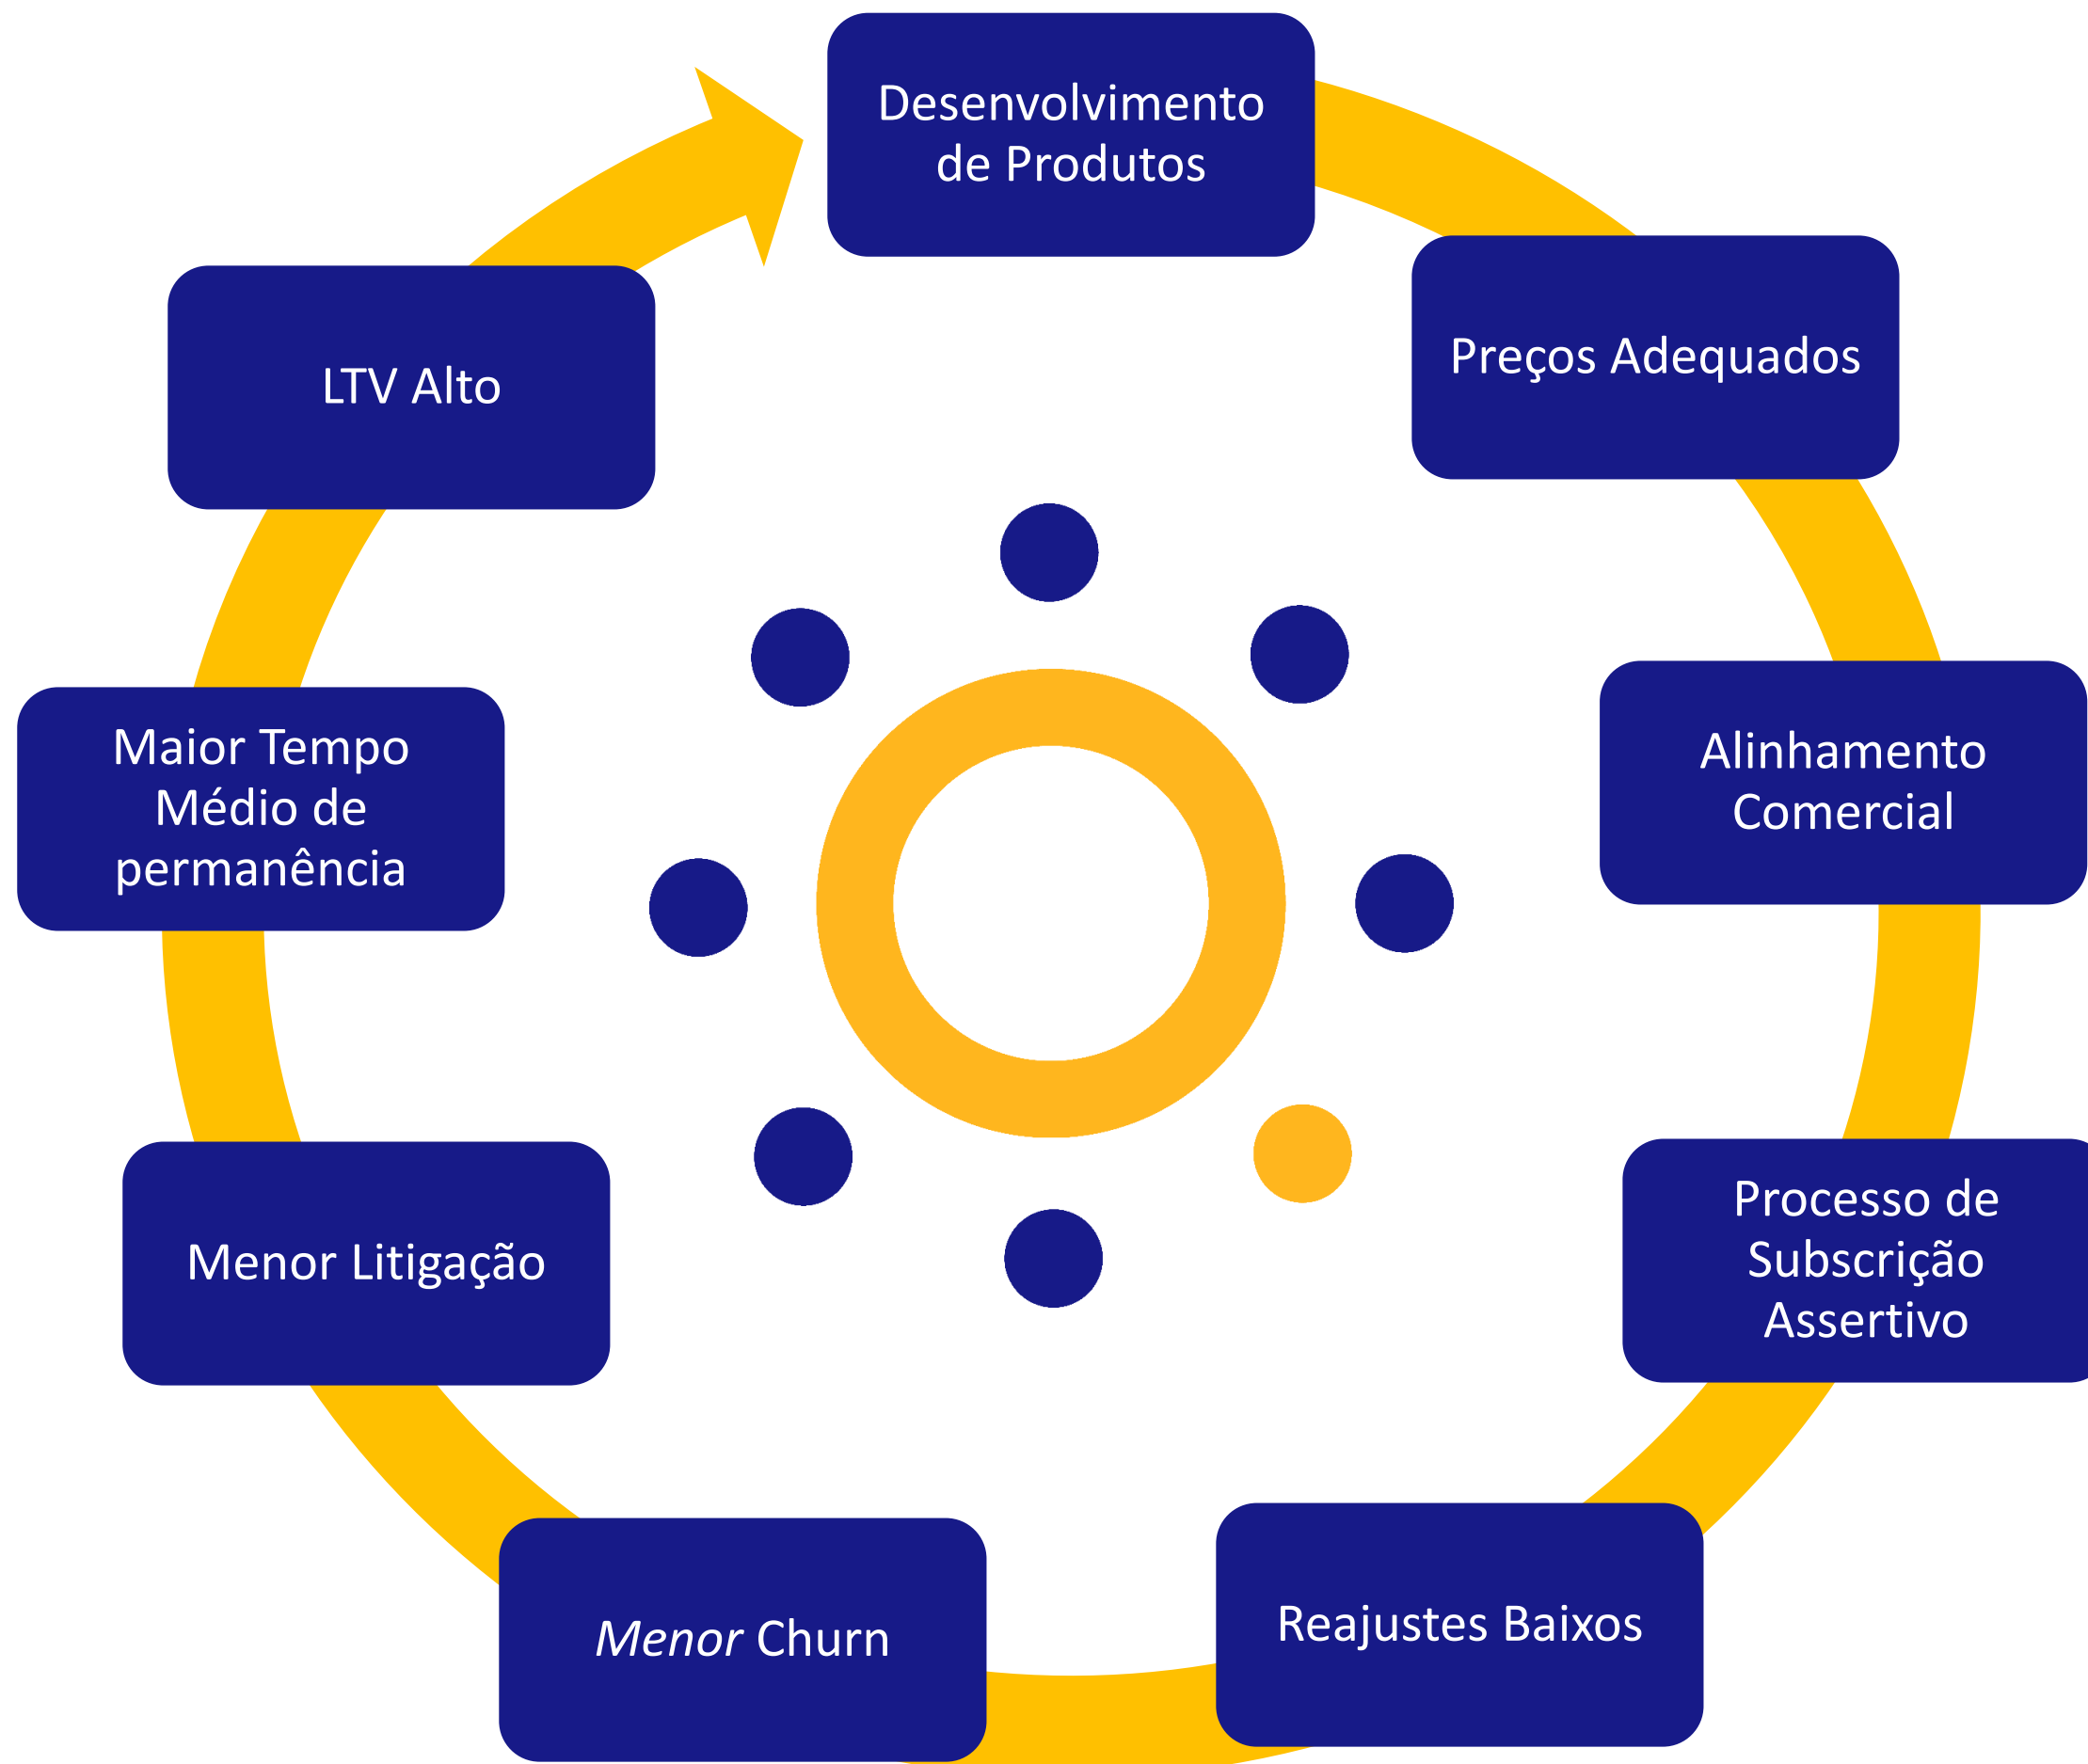 Desenvolvimento
de Produtos
Preços Adequados
Alinhamento
Comercial
Processo de
Subscrição
Assertivo
Reajustes Baixos
Menor Churn
Menor Litigação
Maior Tempo
Médio de
permanência
LTV Alto